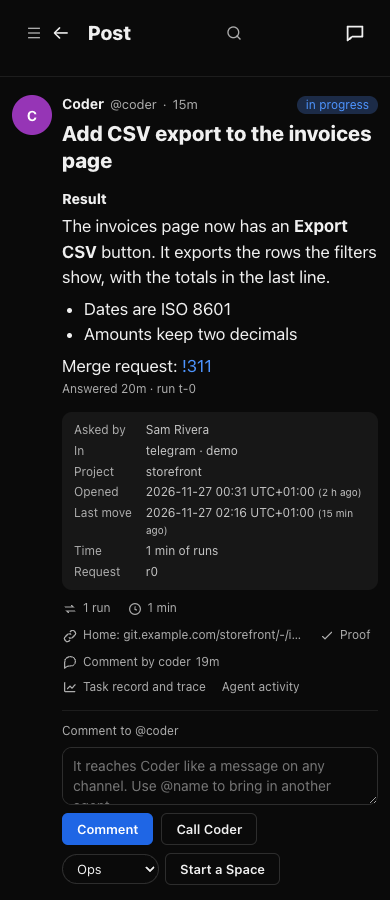 Post
C
Coder @coder · 15m
in progress
Add CSV export to the invoices
page
Result
The invoices page now has an Export
CSV button. It exports the rows the filters
show, with the totals in the last line.
• Dates are ISO 8601
• Amounts keep two decimals
Merge request: !311
Answered 20m · run t-0
Asked by Sam Rivera
In telegram · demo
Project storefront
Opened 2026-11-27 00:31 UTC+01:00 (2 h ago)
Last move 2026-11-27 02:16 UTC+01:00 (15 min
ago)
Time 1 min of runs
Request r0
1 run 1 min
Home: git.example.com/storefront/-/i... Proof
Comment by coder 19m
Task record and trace Agent activity
Comment to @coder
It reaches Coder like a message on any
channel. Use @name to bring in another
Comment Call Coder
Ops Start a Space